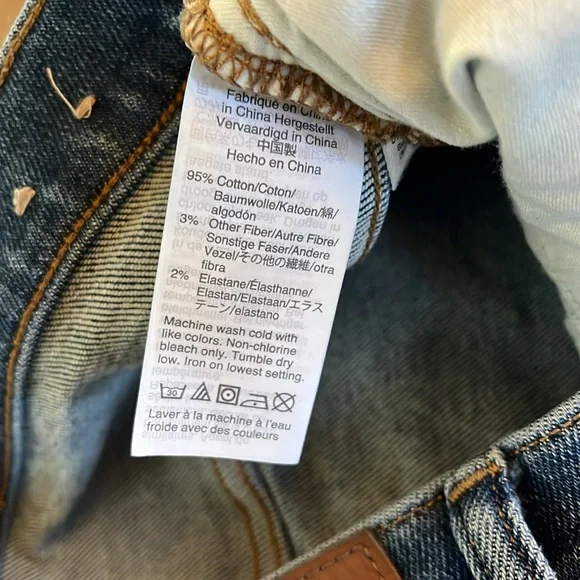 Fabriqué en Chine
in China Hergestellt
Vervaardigd in China
中国製
Hecho en China
95% Cotton/Coton/
Baumwolle/Katoen/綿/
algodón
3% Other Fiber/Autre Fibre/
Sonstige Faser/Andere
Vezel/その他の繊維/otra
fibra
2% Elastane/Élasthanne/
Elastan/Elastaan/エラス
テーン/elastano
Machine wash cold with
like colors. Non-chlorine
bleach only. Tumble dry
low. Iron on lowest setting.
30
Laver à la machine à l'eau
froide avec des couleurs